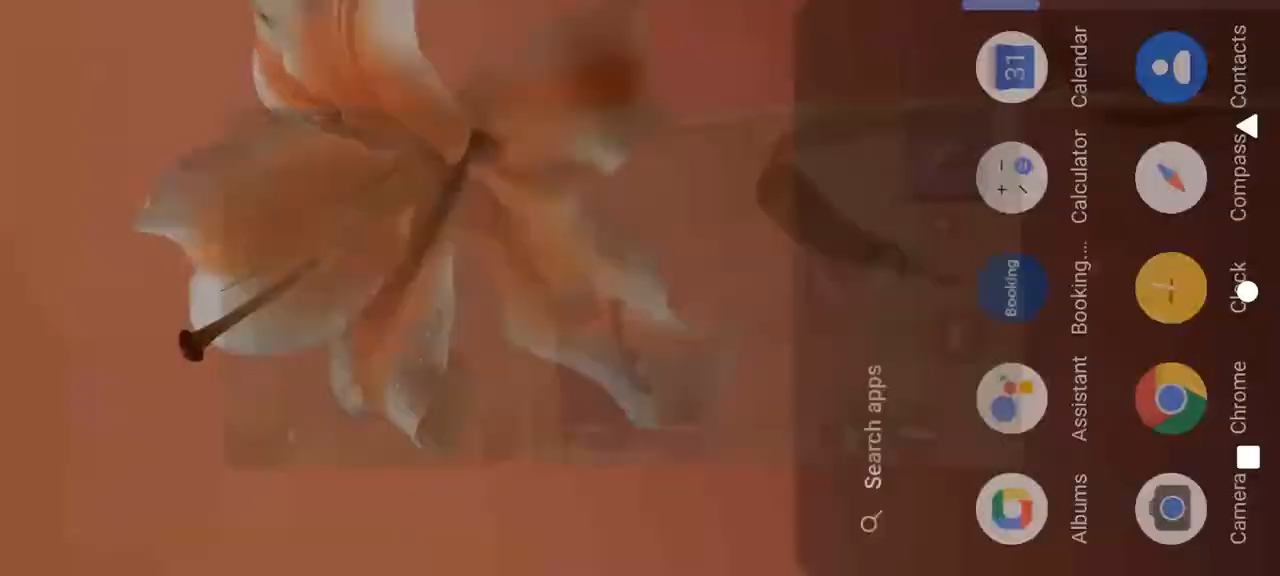 Search apps
Albums
Assistant
Booking
Booking....
Calculator
31
Calendar
Camera
Chrome
Clock
Compass
Contacts